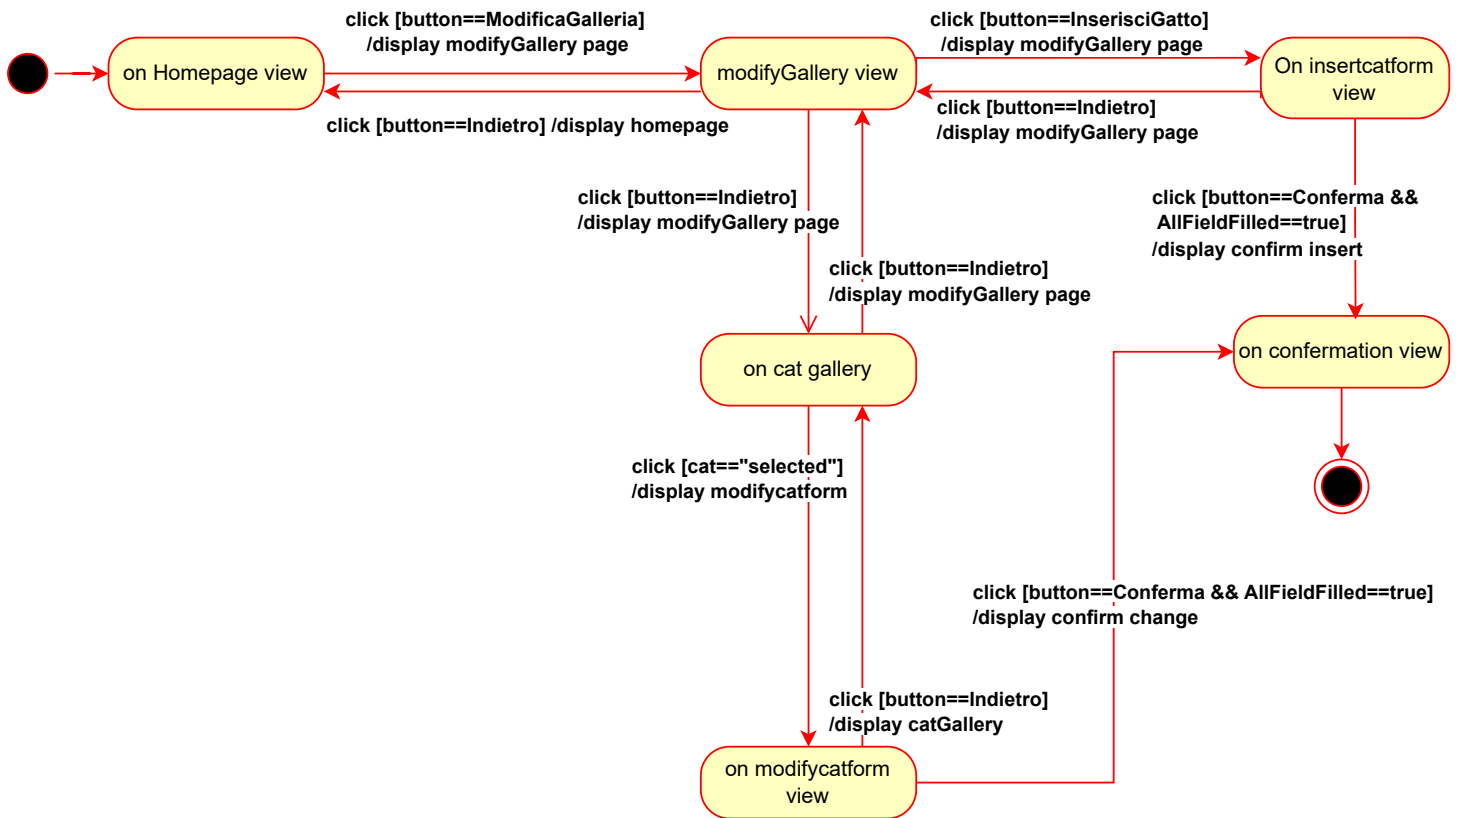 click [button==ModificaGalleria]
/display modifyGallery page
click [button==InserisciGatto]
/display modifyGallery page
on Homepage view
modifyGallery view
On insertcatform
view
click [button==Indietro] /display homepage
click [button==Indietro]
/display modifyGallery page
click [button==Indietro]
/display modifyGallery page
click [button==Conferma &&
AllFieldFilled==true]
/display confirm insert
click [button==Indietro]
/display modifyGallery page
on cat gallery
on confermation view
click [cat=="selected"]
/display modifycatform
click [button==Conferma && AllFieldFilled==true]
/display confirm change
click [button==Indietro]
/display catGallery
on modifycatform
view